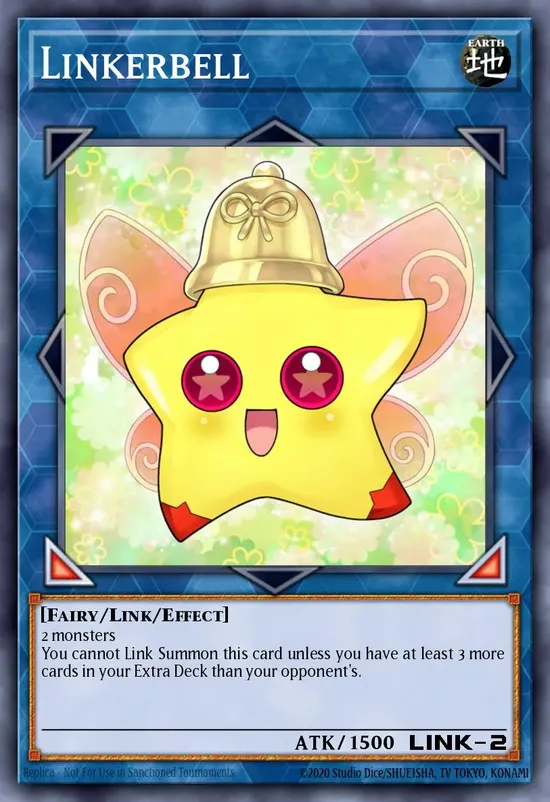 LINKERBELL
EARTH
地
[FAIRY/LINK/EFFECT]
2 monsters
You cannot Link Summon this card unless you have at least 3 more
cards in your Extra Deck than your opponent's.
ATK/1500 LINK-2
Replica - Not For Use in Sanctioned Tournaments. ©2020 Studio Dice/SHUEISHA, TV TOKYO, KONAMI